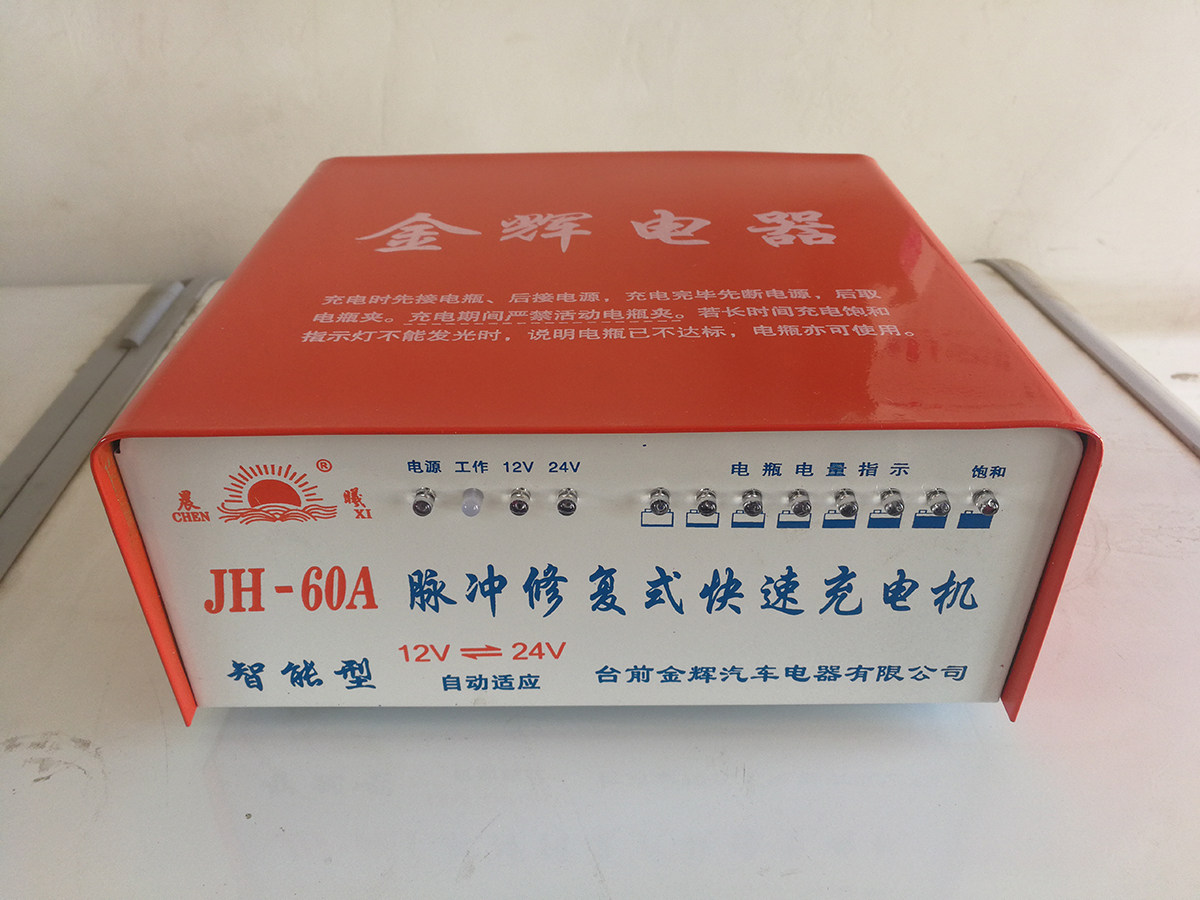 金辉电器
充电时先接电瓶、后接电源，充电完毕先断电源，后取
电瓶夹。充电期间严禁活动电瓶夹。若长时间充电饱和
指示灯不能发光时，说明电瓶已不达标，电瓶亦可使用。
电源 工作 12V 24V 电瓶电量指示 饱和
®
晨 曦
CHEN XI
JH-60A 脉冲修复式快速充电机
智能型 12V⇌24V
自动适应 台前金辉汽车电器有限公司